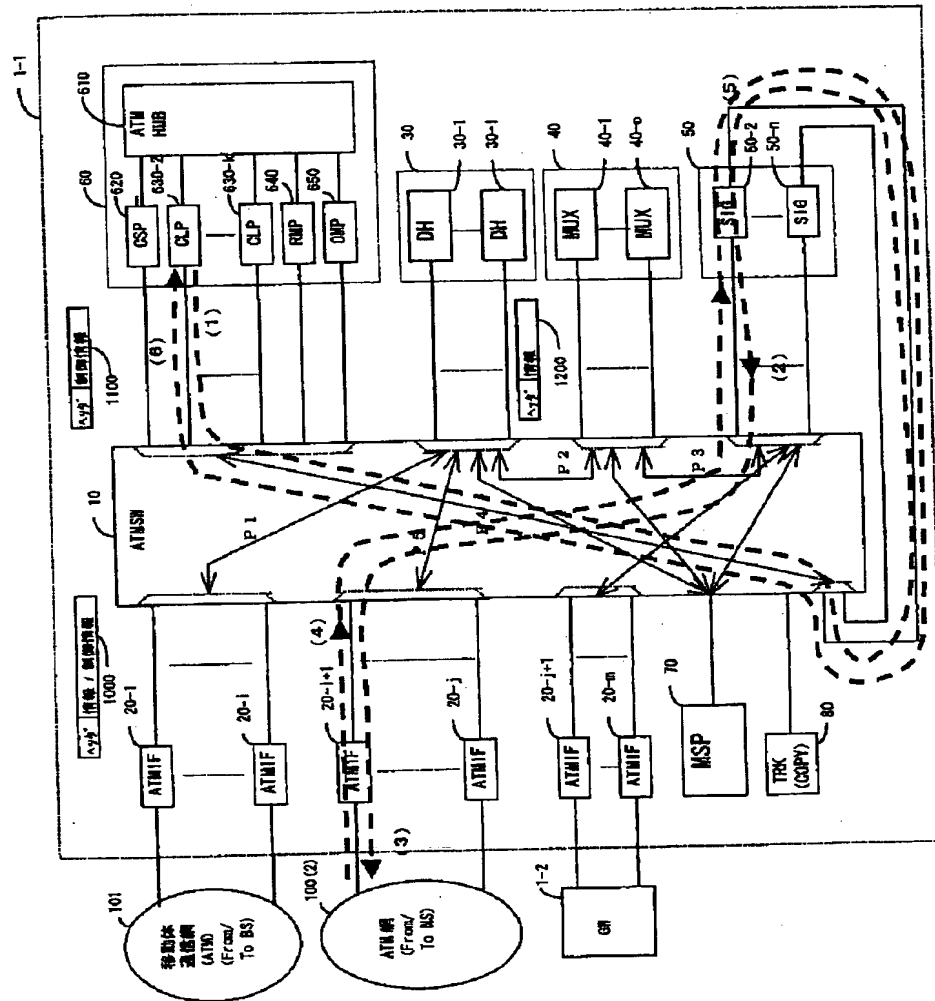 1-1
60
610
620
630-2
630-k
640
650
ATM
HUB
CSP
CLP
CLP
RMP
OMP
30
30-1
30-1
DH
DH
40
40-1
40-o
MUX
MUX
50
50-2
50-n
SIG
SIG
(5)
(6)
(1)
(2)
ヘッダ 制御情報
1100
ヘッダ 情報
1200
10
ATMSW
P1
P2
P3
P4
P5
ヘッダ 情報 / 制御情報
1000
20-1
20-i
20-i+1
20-j
20-j+1
20-m
ATMIF
ATMIF
ATMIF
ATMIF
ATMIF
ATMIF
(4)
(3)
70
MSP
80
TRK
(COPY)
101
移動体
通信網
(ATM)
(From/
To BS)
100(2)
ATM網
(From/
To NS)
1-2
GW